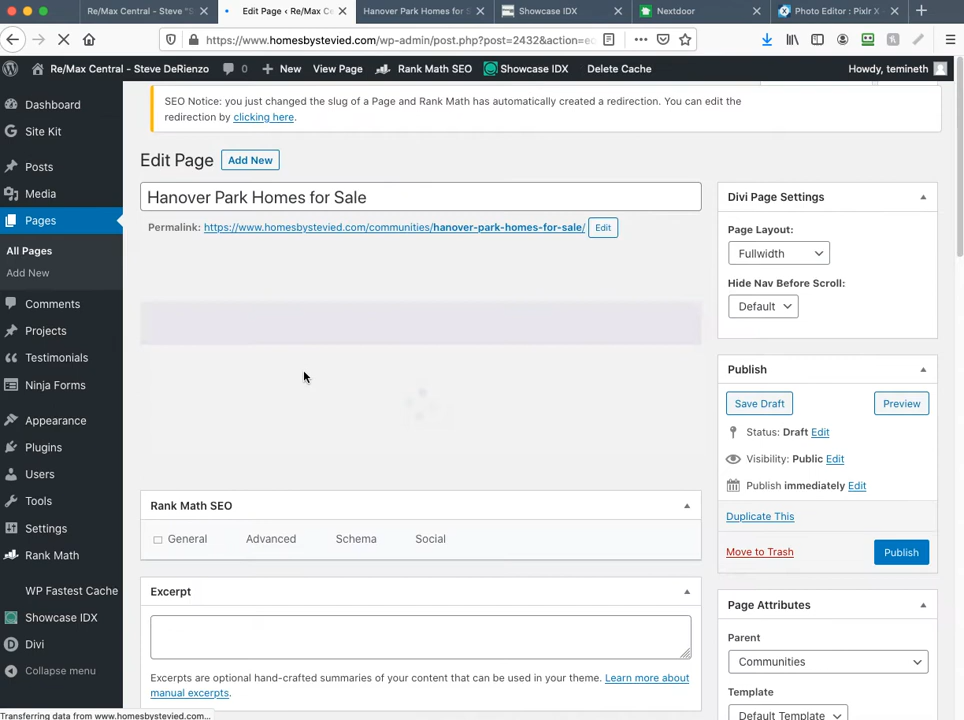 Re/Max Central - Steve "S
Edit Page ‹ Re/Max Ce
Hanover Park Homes for S
Showcase IDX
Nextdoor
Photo Editor : Pixlr X
https://www.homesbystevied.com/wp-admin/post.php?post=2432&action=e
Re/Max Central - Steve DeRienzo
0
New
View Page
Rank Math SEO
Showcase IDX
Delete Cache
Howdy, temineth
Dashboard
Site Kit
Posts
Media
Pages
All Pages
Add New
Comments
Projects
Testimonials
Ninja Forms
Appearance
Plugins
Users
Tools
Settings
Rank Math
WP Fastest Cache
Showcase IDX
Divi
Collapse menu
SEO Notice: you just changed the slug of a Page and Rank Math has automatically created a redirection. You can edit the
redirection by clicking here.
Edit Page
Add New
Hanover Park Homes for Sale
Permalink: https://www.homesbystevied.com/communities/hanover-park-homes-for-sale/
Edit
Rank Math SEO
General
Advanced
Schema
Social
Excerpt
Excerpts are optional hand-crafted summaries of your content that can be used in your theme. Learn more about
manual excerpts.
Divi Page Settings
Page Layout:
Fullwidth
Hide Nav Before Scroll:
Default
Publish
Save Draft
Preview
Status: Draft Edit
Visibility: Public Edit
Publish immediately Edit
Duplicate This
Move to Trash
Publish
Page Attributes
Parent
Communities
Template
Default Template
Transferring data from www.homesbystevied.com...